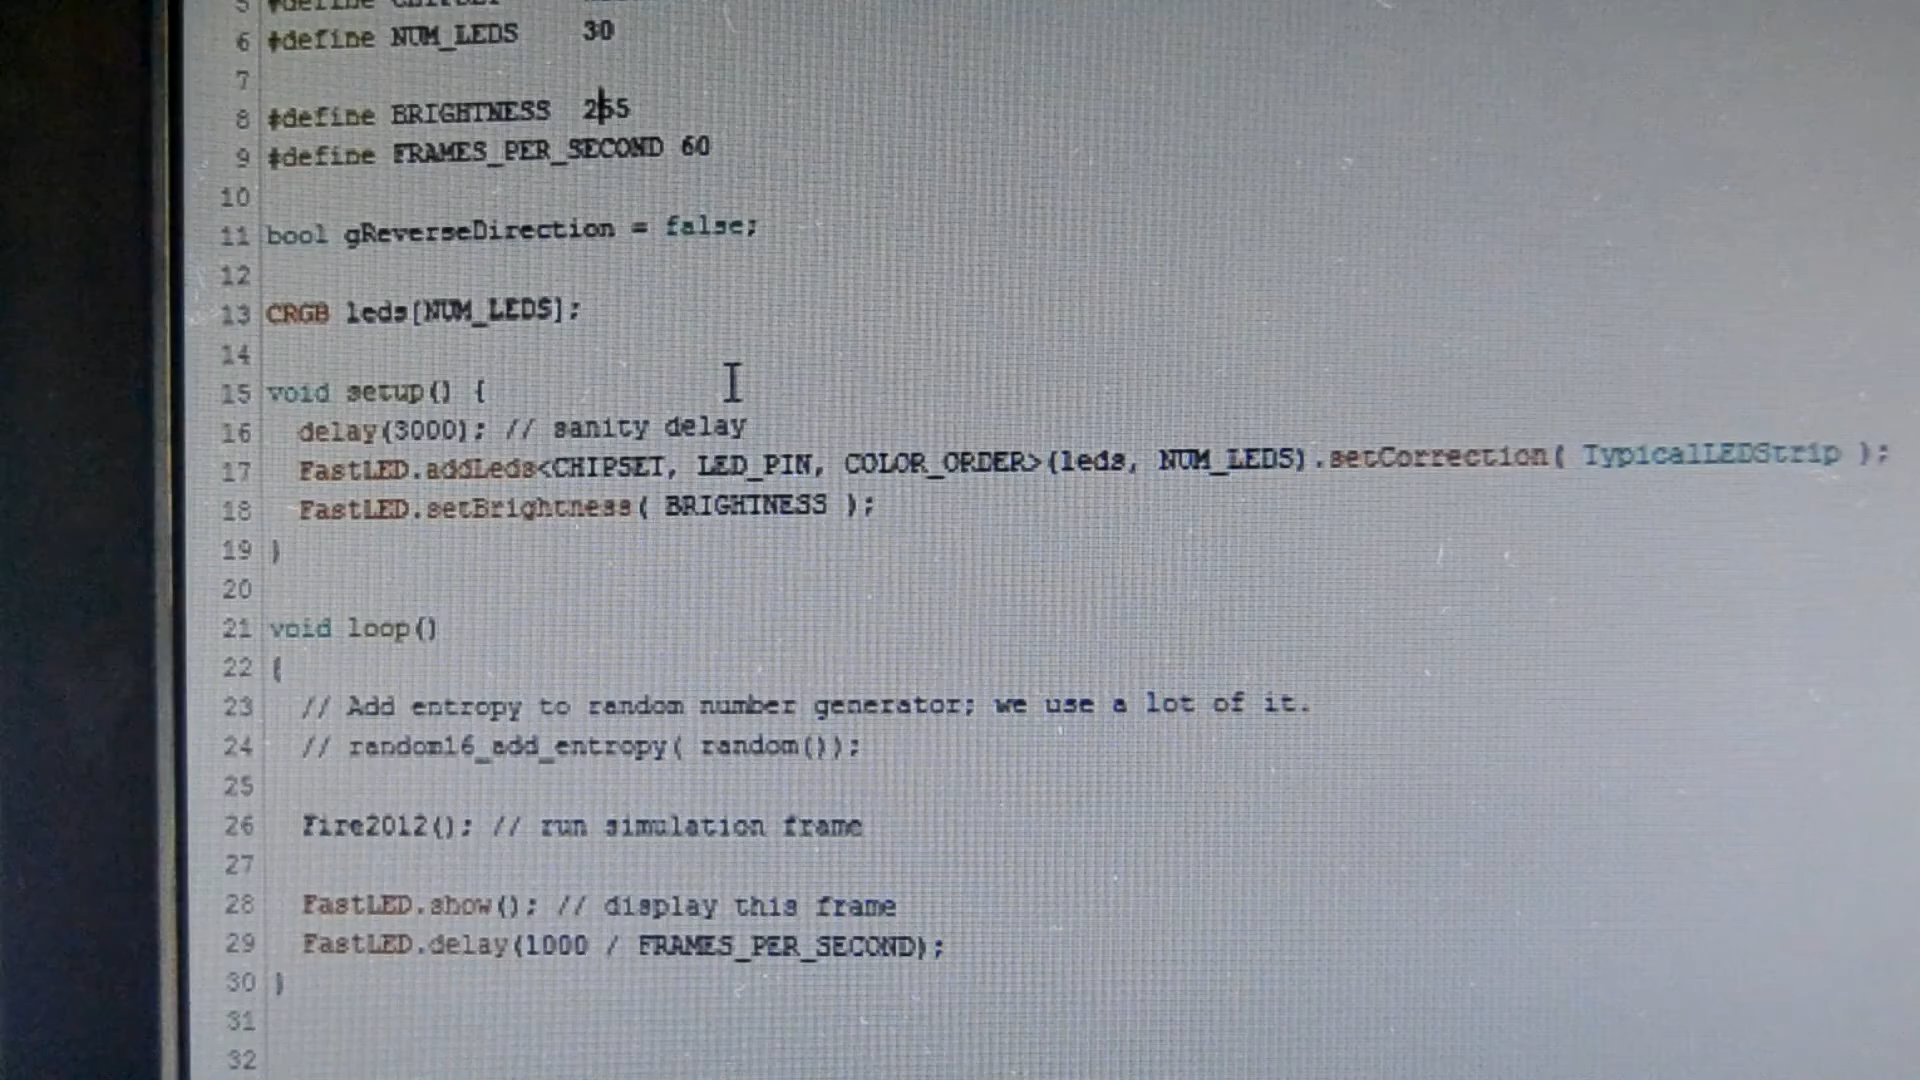 5 #define CHIPSET
6 #define NUM_LEDS 30
7
8 #define BRIGHTNESS 255
9 #define FRAMES_PER_SECOND 60
10
11 bool gReverseDirection = false;
12
13 CRGB leds[NUM_LEDS];
14
15 void setup() {
16 delay(3000); // sanity delay
17 FastLED.addLeds<CHIPSET, LED_PIN, COLOR_ORDER>(leds, NUM_LEDS).setCorrection( TypicalLEDStrip );
18 FastLED.setBrightness( BRIGHTNESS );
19 }
20
21 void loop()
22 {
23 // Add entropy to random number generator; we use a lot of it.
24 // random16_add_entropy( random());
25
26 Fire2012(); // run simulation frame
27
28 FastLED.show(); // display this frame
29 FastLED.delay(1000 / FRAMES_PER_SECOND);
30 }
31
32